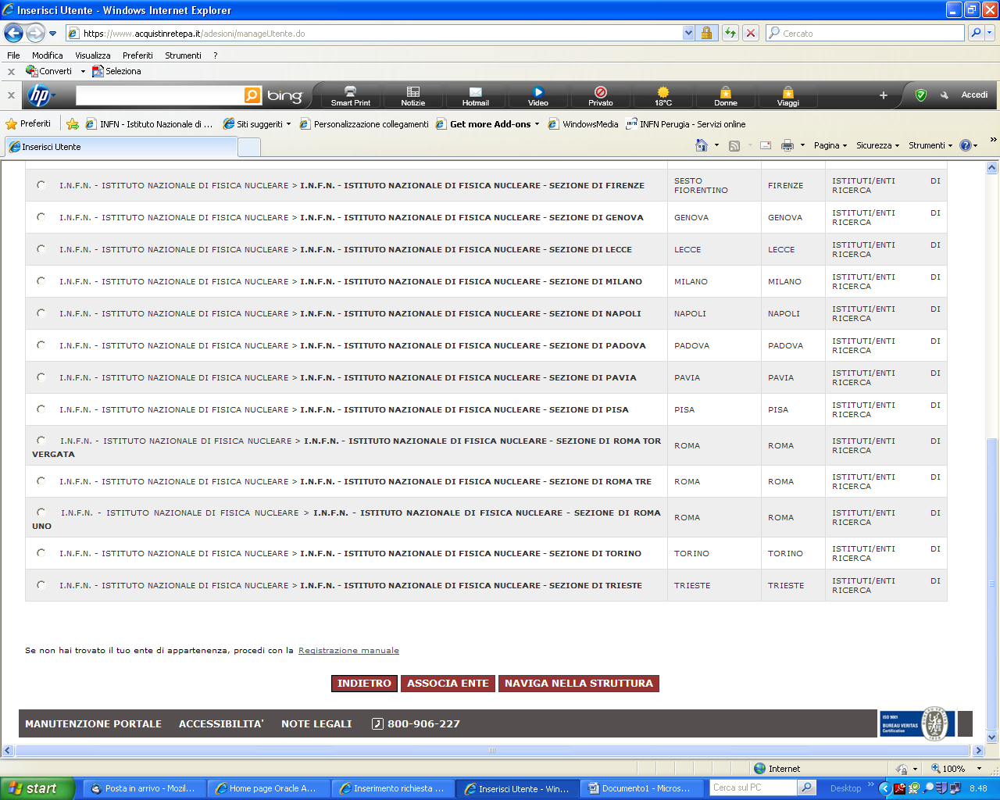 Inserisci Utente - Windows Internet Explorer
https://www.acquistinretepa.it/adesioni/manageUtente.do
Cercato
File Modifica Visualizza Preferiti Strumenti ?
x Converti Seleziona
x hp bing Smart Print Notizie Hotmail Video Privato 18°C Donne Viaggi + Accedi
Preferiti INFN - Istituto Nazionale di ... Siti suggeriti Personalizzazione collegamenti Get more Add-ons WindowsMedia INFN Perugia - Servizi online
Inserisci Utente Pagina Sicurezza Strumenti ? »
I.N.F.N. - ISTITUTO NAZIONALE DI FISICA NUCLEARE > I.N.F.N. - ISTITUTO NAZIONALE DI FISICA NUCLEARE - SEZIONE DI FIRENZE SESTO FIORENTINO FIRENZE ISTITUTI/ENTI DI RICERCA
I.N.F.N. - ISTITUTO NAZIONALE DI FISICA NUCLEARE > I.N.F.N. - ISTITUTO NAZIONALE DI FISICA NUCLEARE - SEZIONE DI GENOVA GENOVA GENOVA ISTITUTI/ENTI DI RICERCA
I.N.F.N. - ISTITUTO NAZIONALE DI FISICA NUCLEARE > I.N.F.N. - ISTITUTO NAZIONALE DI FISICA NUCLEARE - SEZIONE DI LECCE LECCE LECCE ISTITUTI/ENTI DI RICERCA
I.N.F.N. - ISTITUTO NAZIONALE DI FISICA NUCLEARE > I.N.F.N. - ISTITUTO NAZIONALE DI FISICA NUCLEARE - SEZIONE DI MILANO MILANO MILANO ISTITUTI/ENTI DI RICERCA
I.N.F.N. - ISTITUTO NAZIONALE DI FISICA NUCLEARE > I.N.F.N. - ISTITUTO NAZIONALE DI FISICA NUCLEARE - SEZIONE DI NAPOLI NAPOLI NAPOLI ISTITUTI/ENTI DI RICERCA
I.N.F.N. - ISTITUTO NAZIONALE DI FISICA NUCLEARE > I.N.F.N. - ISTITUTO NAZIONALE DI FISICA NUCLEARE - SEZIONE DI PADOVA PADOVA PADOVA ISTITUTI/ENTI DI RICERCA
I.N.F.N. - ISTITUTO NAZIONALE DI FISICA NUCLEARE > I.N.F.N. - ISTITUTO NAZIONALE DI FISICA NUCLEARE - SEZIONE DI PAVIA PAVIA PAVIA ISTITUTI/ENTI DI RICERCA
I.N.F.N. - ISTITUTO NAZIONALE DI FISICA NUCLEARE > I.N.F.N. - ISTITUTO NAZIONALE DI FISICA NUCLEARE - SEZIONE DI PISA PISA PISA ISTITUTI/ENTI DI RICERCA
I.N.F.N. - ISTITUTO NAZIONALE DI FISICA NUCLEARE > I.N.F.N. - ISTITUTO NAZIONALE DI FISICA NUCLEARE - SEZIONE DI ROMA TOR VERGATA ROMA ROMA ISTITUTI/ENTI DI RICERCA
I.N.F.N. - ISTITUTO NAZIONALE DI FISICA NUCLEARE > I.N.F.N. - ISTITUTO NAZIONALE DI FISICA NUCLEARE - SEZIONE DI ROMA TRE ROMA ROMA ISTITUTI/ENTI DI RICERCA
I.N.F.N. - ISTITUTO NAZIONALE DI FISICA NUCLEARE > I.N.F.N. - ISTITUTO NAZIONALE DI FISICA NUCLEARE - SEZIONE DI ROMA UNO ROMA ROMA ISTITUTI/ENTI DI RICERCA
I.N.F.N. - ISTITUTO NAZIONALE DI FISICA NUCLEARE > I.N.F.N. - ISTITUTO NAZIONALE DI FISICA NUCLEARE - SEZIONE DI TORINO TORINO TORINO ISTITUTI/ENTI DI RICERCA
I.N.F.N. - ISTITUTO NAZIONALE DI FISICA NUCLEARE > I.N.F.N. - ISTITUTO NAZIONALE DI FISICA NUCLEARE - SEZIONE DI TRIESTE TRIESTE TRIESTE ISTITUTI/ENTI DI RICERCA
Se non hai trovato il tuo ente di appartenenza, procedi con la Registrazione manuale
INDIETRO ASSOCIA ENTE NAVIGA NELLA STRUTTURA
MANUTENZIONE PORTALE ACCESSIBILITA' NOTE LEGALI 800-906-227
ISO 9001
BUREAU VERITAS
Certification
Internet 100%
start Posta in arrivo - Mozil... Home page Oracle A... Inserimento richiesta ... Inserisci Utente - Win... Documento1 - Micros... Cerca sul PC Desktop » 8.48